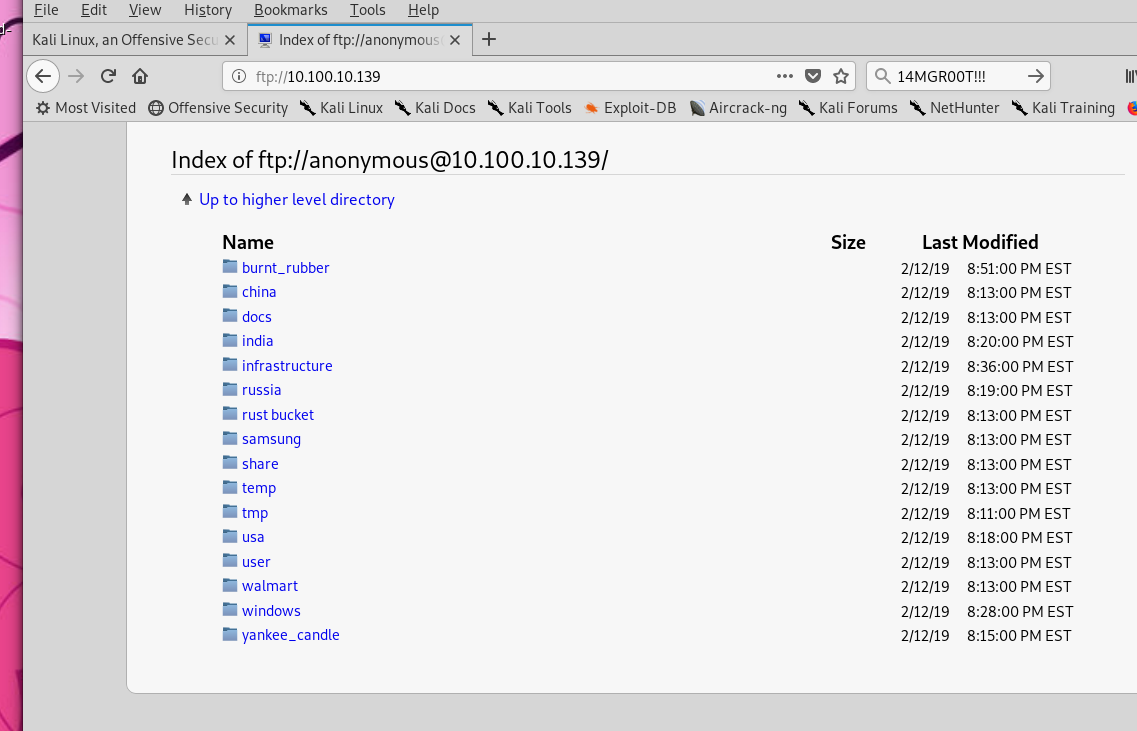 File Edit View History Bookmarks Tools Help
Kali Linux, an Offensive Secu Index of ftp://anonymous
ftp://10.100.10.139 14MGR00T!!!
Most Visited Offensive Security Kali Linux Kali Docs Kali Tools Exploit-DB Aircrack-ng Kali Forums NetHunter Kali Training
Index of ftp://anonymous@10.100.10.139/
Up to higher level directory
Name Size Last Modified
burnt_rubber 2/12/19 8:51:00 PM EST
china 2/12/19 8:13:00 PM EST
docs 2/12/19 8:13:00 PM EST
india 2/12/19 8:20:00 PM EST
infrastructure 2/12/19 8:36:00 PM EST
russia 2/12/19 8:19:00 PM EST
rust bucket 2/12/19 8:13:00 PM EST
samsung 2/12/19 8:13:00 PM EST
share 2/12/19 8:13:00 PM EST
temp 2/12/19 8:13:00 PM EST
tmp 2/12/19 8:11:00 PM EST
usa 2/12/19 8:18:00 PM EST
user 2/12/19 8:13:00 PM EST
walmart 2/12/19 8:13:00 PM EST
windows 2/12/19 8:28:00 PM EST
yankee_candle 2/12/19 8:15:00 PM EST